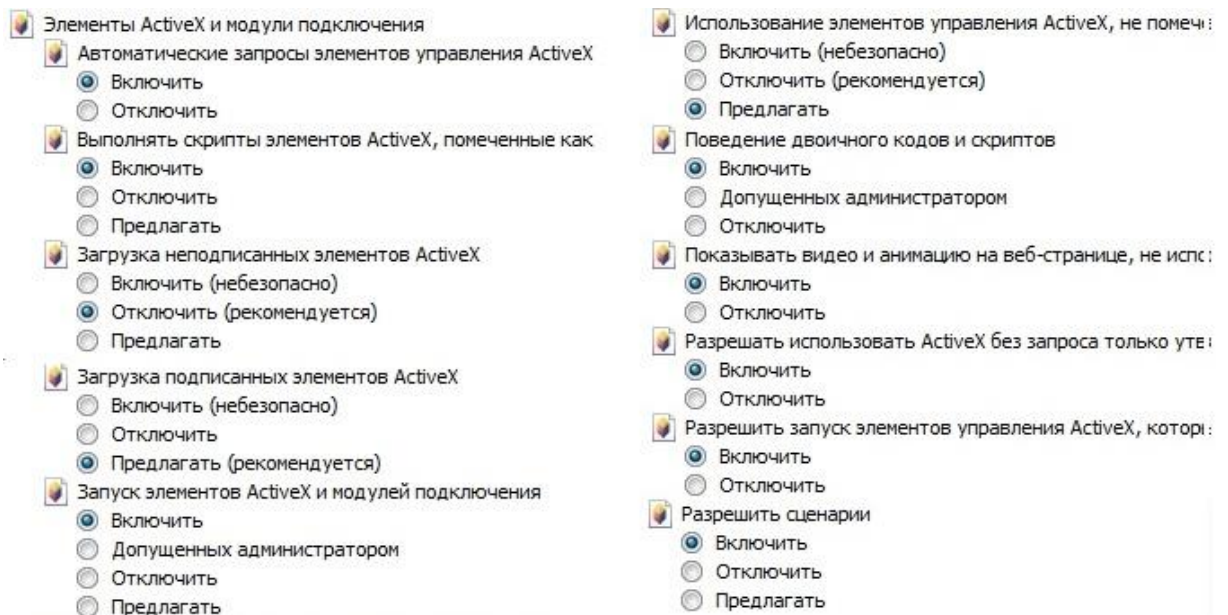 Элементы ActiveX и модули подключения
Автоматические запросы элементов управления ActiveX
Включить
Отключить
Выполнять скрипты элементов ActiveX, помеченные как
Включить
Отключить
Предлагать
Загрузка неподписанных элементов ActiveX
Включить (небезопасно)
Отключить (рекомендуется)
Предлагать
Загрузка подписанных элементов ActiveX
Включить (небезопасно)
Отключить
Предлагать (рекомендуется)
Запуск элементов ActiveX и модулей подключения
Включить
Допущенных администратором
Отключить
Предлагать
Использование элементов управления ActiveX, не
Включить (небезопасно)
Отключить (рекомендуется)
Предлагать
Поведение двоичного кодов и скриптов
Включить
Допущенных администратором
Отключить
Показывать видео и анимацию на веб-странице, не
Включить
Отключить
Разрешать использовать ActiveX без запроса только
Включить
Отключить
Разрешить запуск элементов управления ActiveX,
Включить
Отключить
Разрешить сценарии
Включить
Отключить
Предлагать